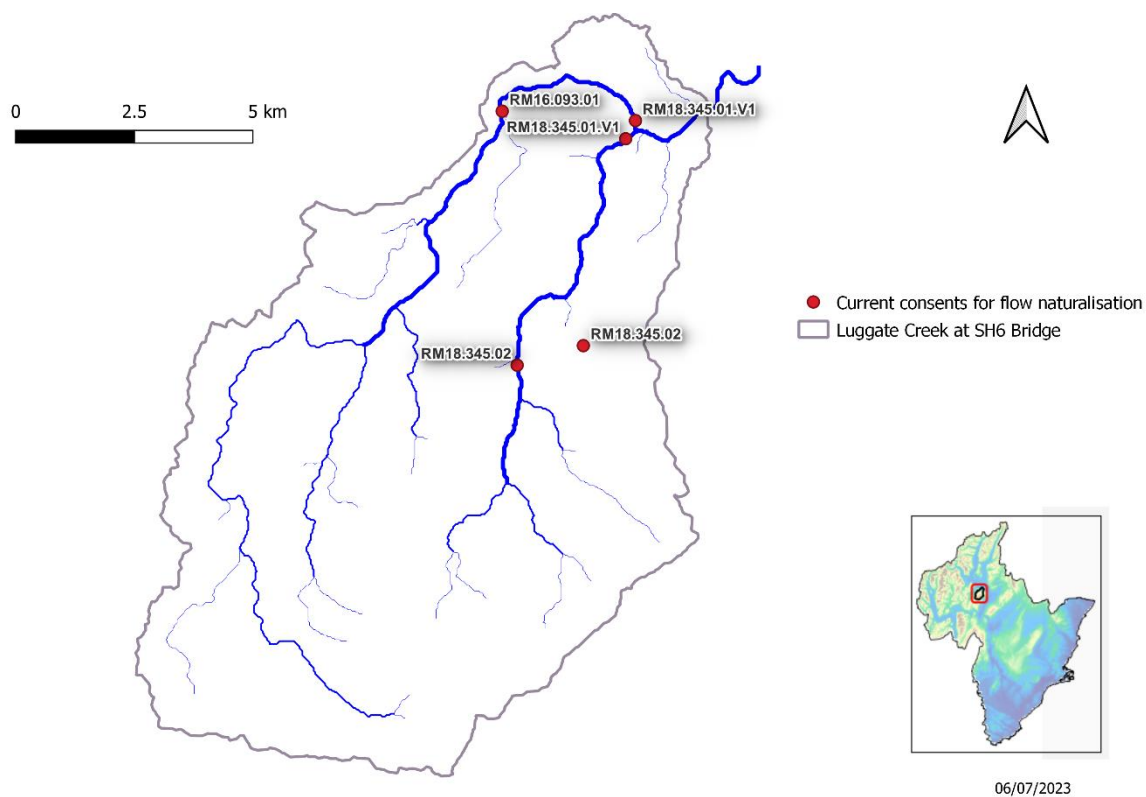 0 2.5 5 km
RM16.093.01
RM18.345.01.V1
RM18.345.01.V1
RM18.345.02
RM18.345.02
Current consents for flow naturalisation
Luggate Creek at SH6 Bridge
06/07/2023